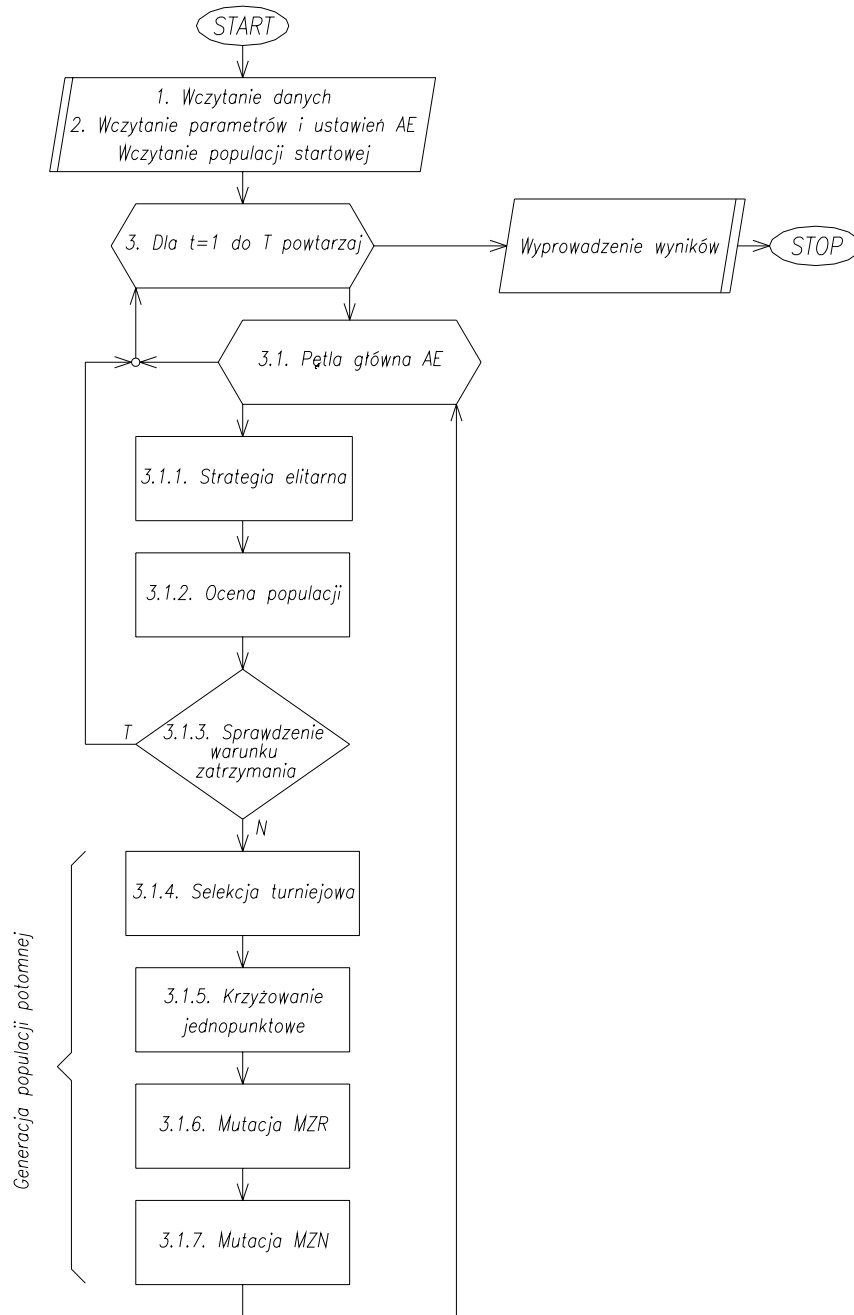 START
1. Wczytanie danych
2. Wczytanie parametrów i ustawień AE
Wczytanie populacji startowej
3. Dla t=1 do T powtarzaj
Wyprowadzenie wyników
STOP
3.1. Pętla główna AE
3.1.1. Strategia elitarna
3.1.2. Ocena populacji
T
3.1.3. Sprawdzenie
warunku
zatrzymania
N
Generacja populacji potomnej
3.1.4. Selekcja turniejowa
3.1.5. Krzyżowanie
jednopunktowe
3.1.6. Mutacja MZR
3.1.7. Mutacja MZN